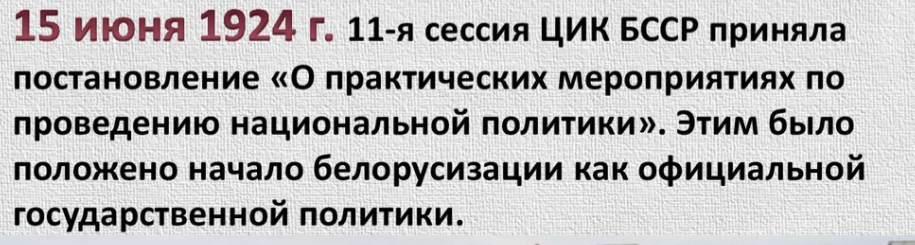 15 июня 1924 г. 11-я сессия ЦИК БССР приняла
постановление «О практических мероприятиях по
проведению национальной политики». Этим было
положено начало белорусизации как официальной
государственной политики.